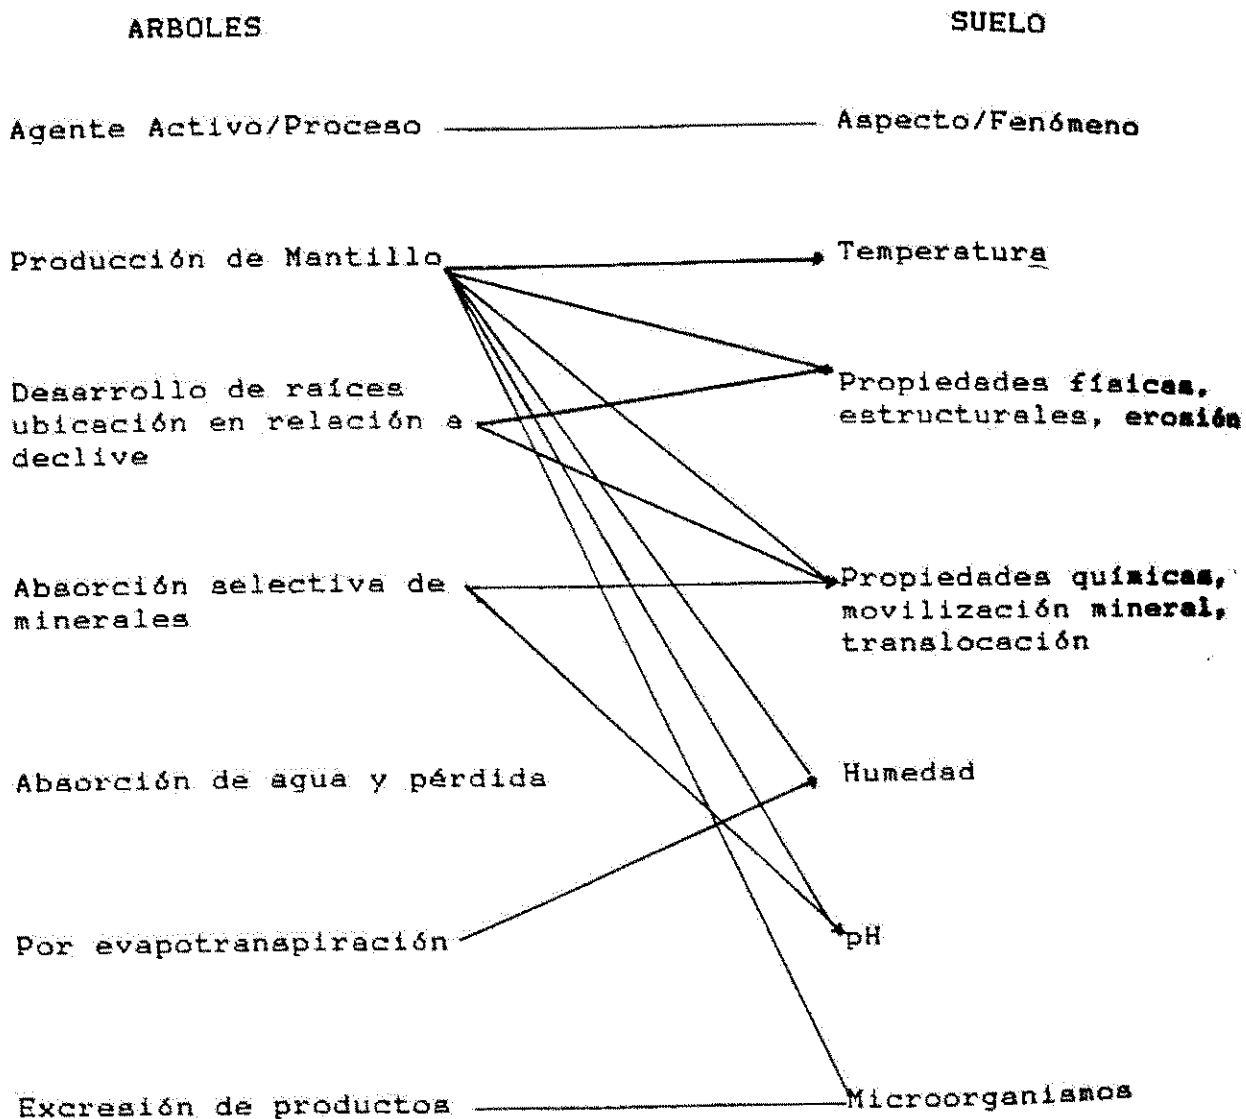 ARBOLES SUELO
Agente Activo/Proceso Aspecto/Fenómeno
Producción de Mantillo Temperatura
Desarrollo de raíces
ubicación en relación a
declive
Propiedades físicas,
estructurales, erosión
Absorción selectiva de
minerales
Propiedades químicas,
movilización mineral,
translocación
Absorción de agua y pérdida Humedad
Por evapotranspiración pH
Excresión de productos Microorganismos